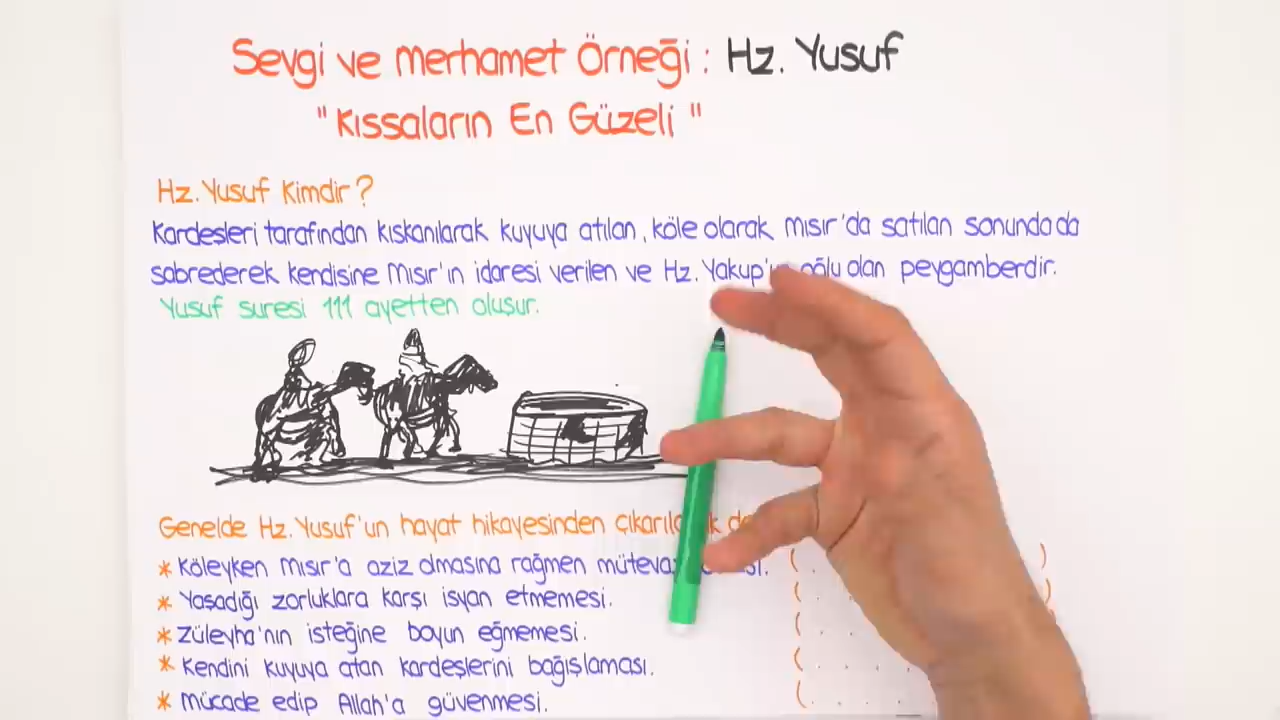 Sevgi ve Merhamet Örneği : Hz. Yusuf
"Kıssaların En Güzeli"
Hz. Yusuf Kimdir?
Kardeşleri tarafından kıskanılarak kuyuya atılan, köle olarak Mısır'da satılan sonunda da
sabrederek kendisine Mısır'ın idaresi verilen ve Hz. Yakup'un oğlu olan peygamberdir.
Yusuf suresi 111 ayetten oluşur.
Genelde Hz. Yusuf'un hayat hikayesinden
* Köleyken Mısır'a aziz olmasına rağmen
* Yaşadığı zorluklara karşı isyan etmemesi.
* Züleyha'nın isteğine boyun eğmemesi.
* Kendini kuyuya atan kardeşlerini bağışlaması.
* Mücade edip Allah'a güvenmesi.